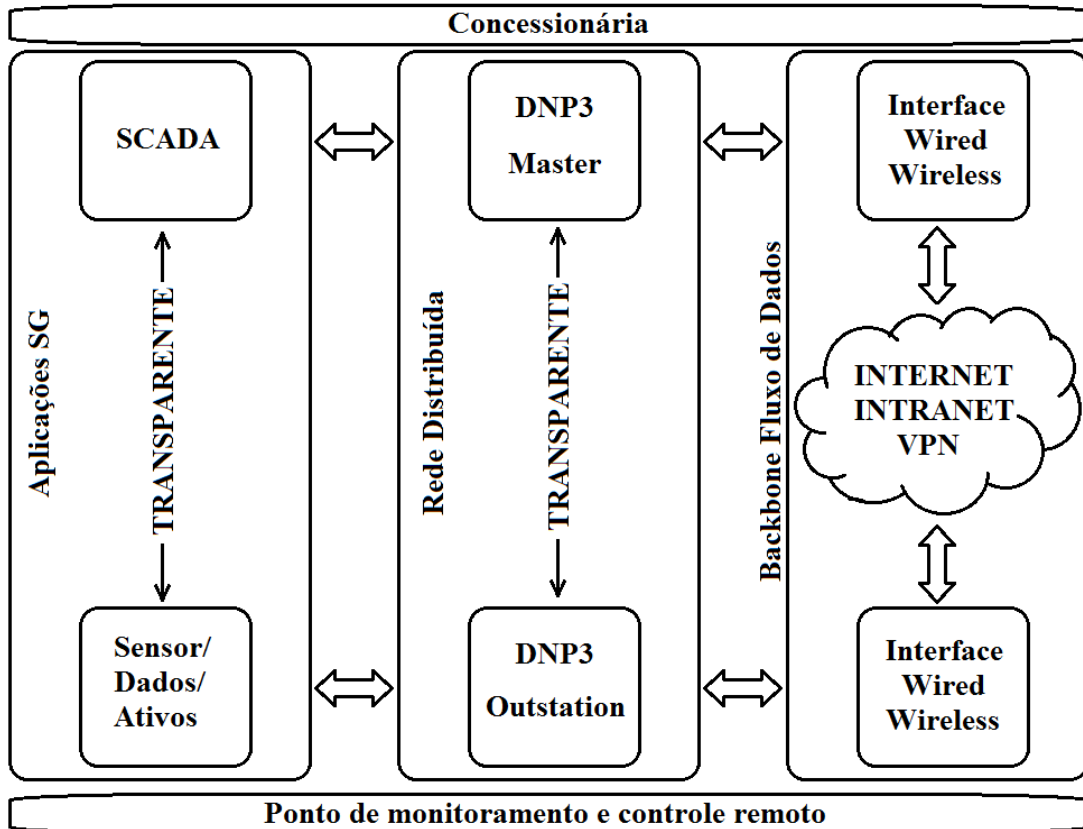 Concessionária
SCADA
DNP3
Master
Interface
Wired
Wireless
Aplicações SG
TRANSPARENTE
Rede Distribuída
TRANSPARENTE
Backbone Fluxo de Dados
INTERNET
INTRANET
VPN
Sensor/
Dados/
Ativos
DNP3
Outstation
Interface
Wired
Wireless
Ponto de monitoramento e controle remoto